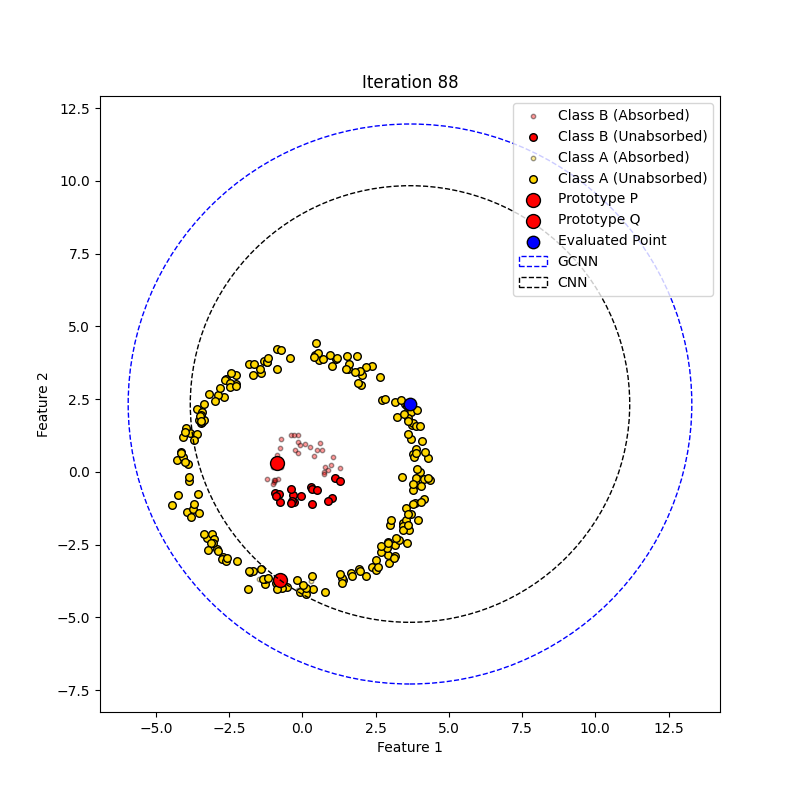 Iteration 88
12.5
10.0
7.5
5.0
2.5
0.0
−2.5
−5.0
−7.5
Feature 2
Class B (Absorbed)
Class B (Unabsorbed)
Class A (Absorbed)
Class A (Unabsorbed)
Prototype P
Prototype Q
Evaluated Point
GCNN
CNN
−5.0 −2.5 0.0 2.5 5.0 7.5 10.0 12.5
Feature 1